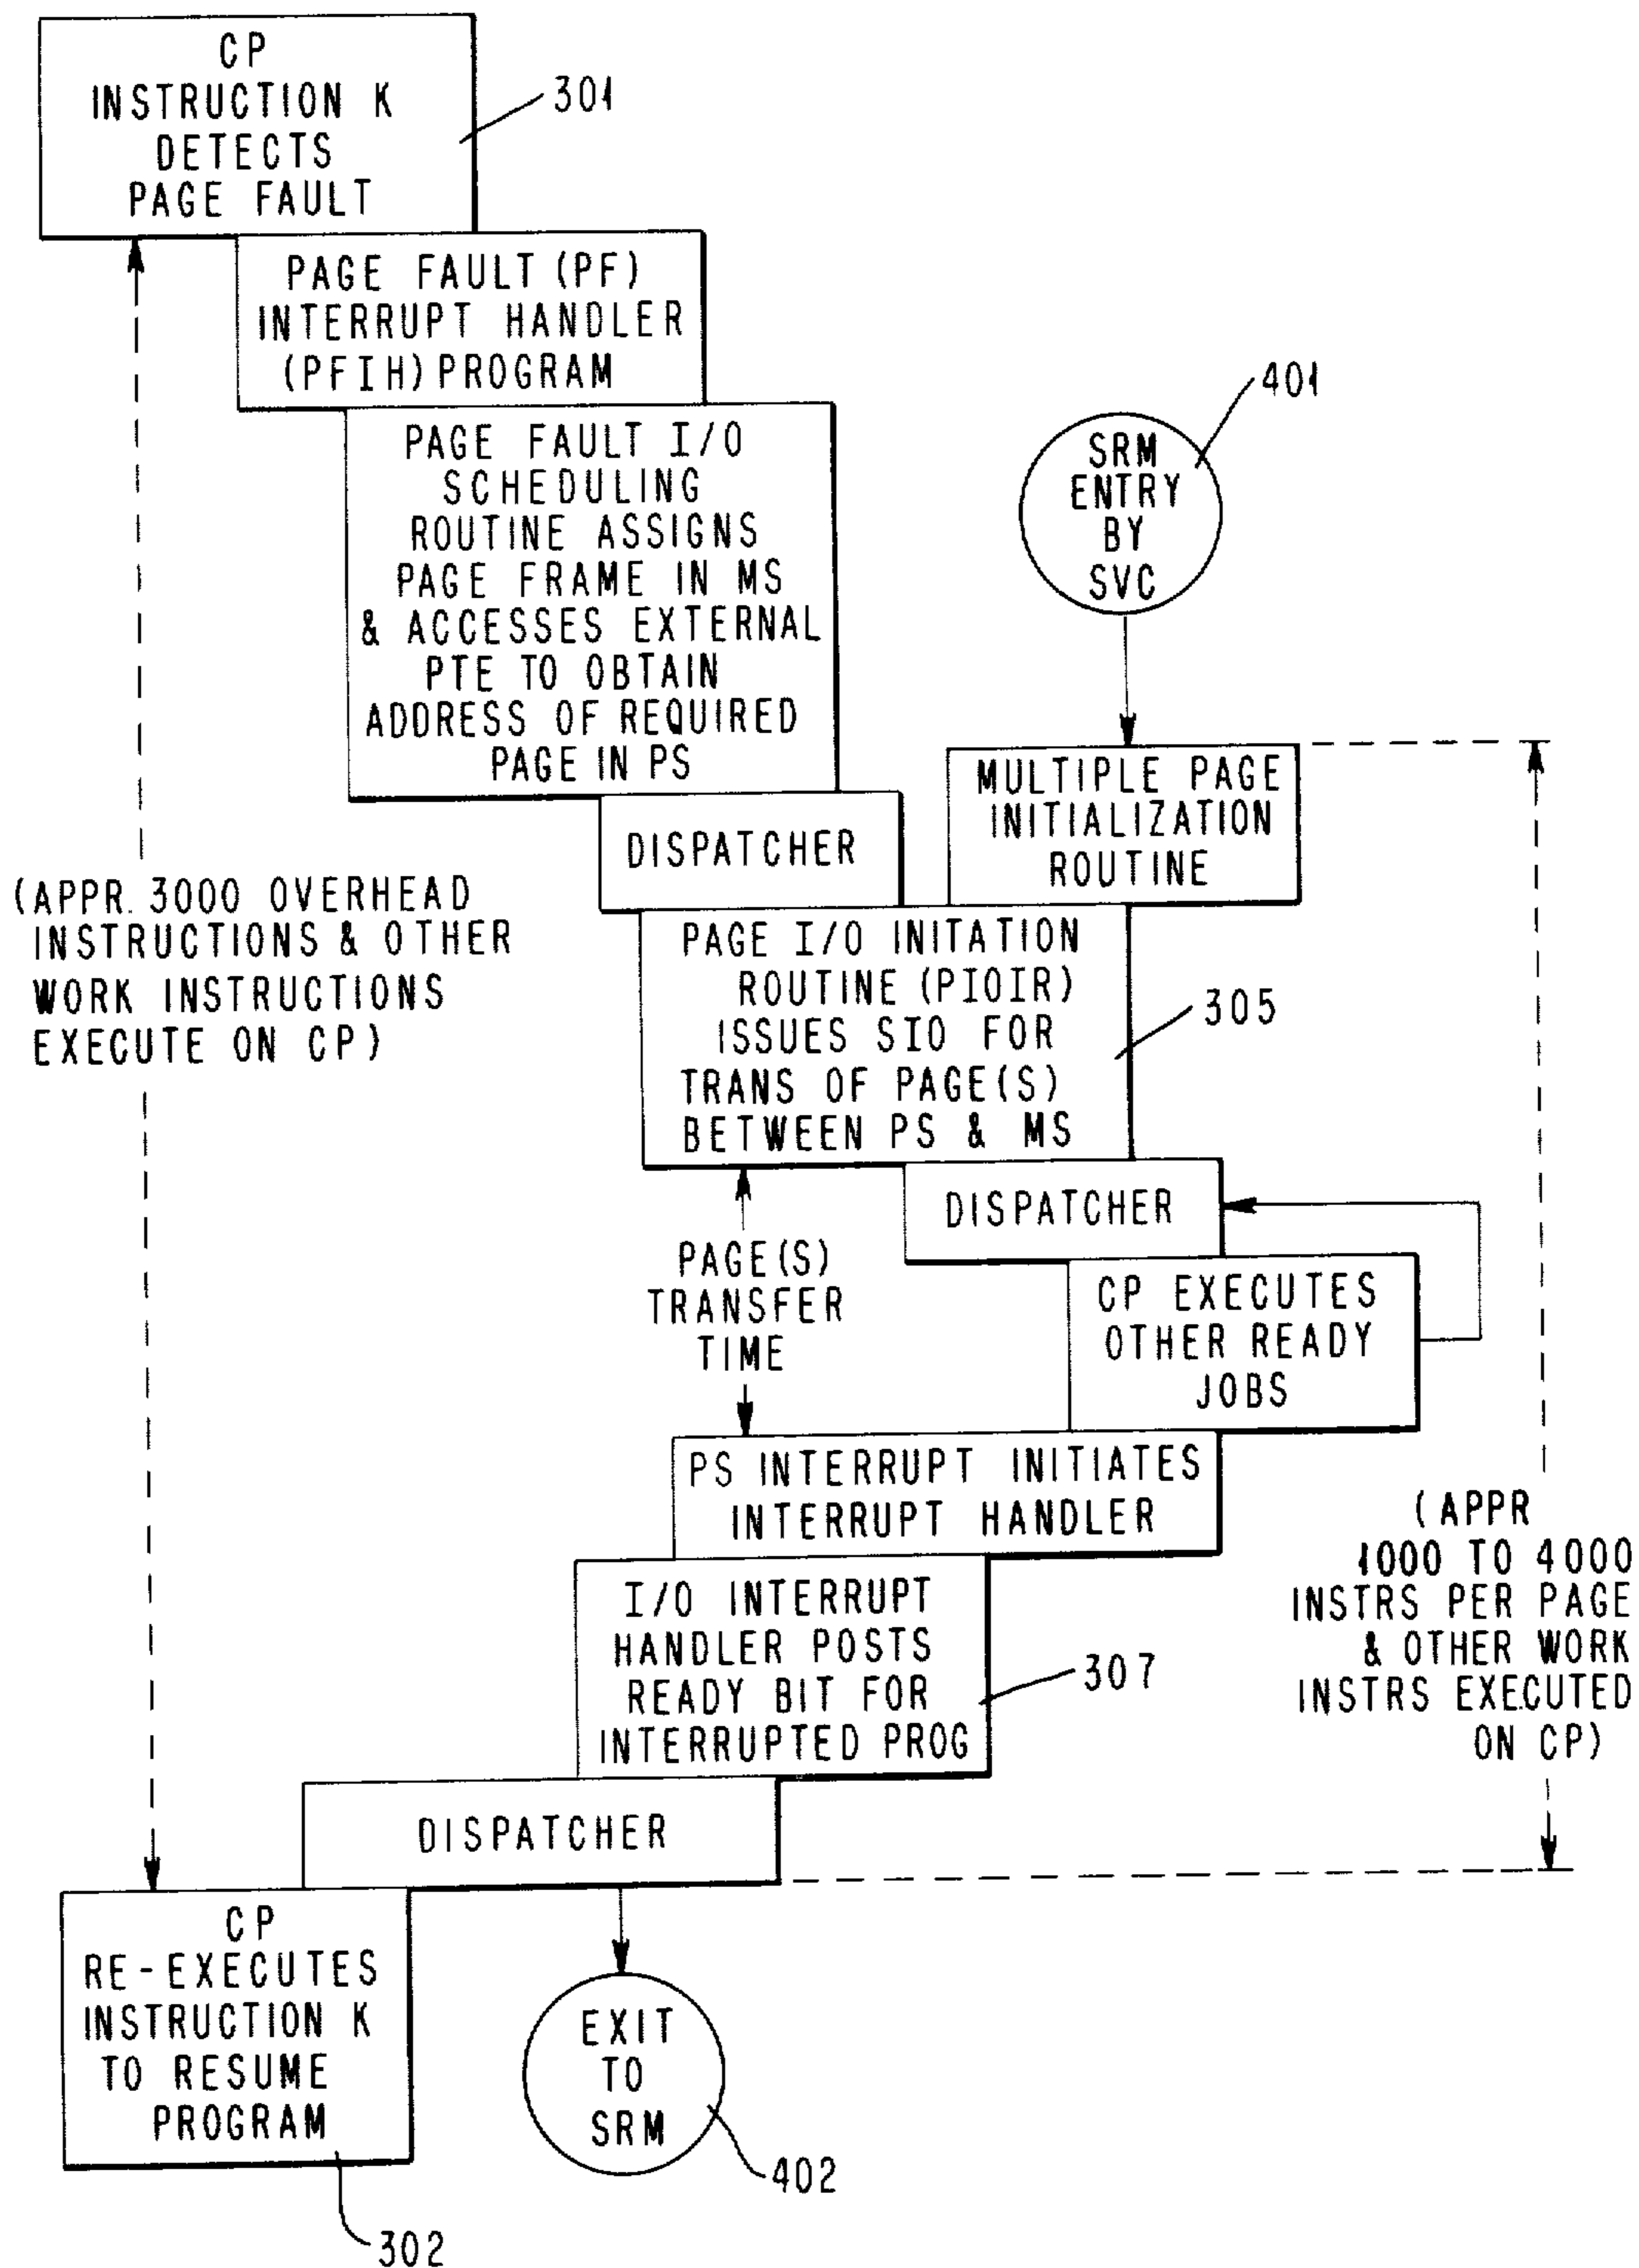 CP
INSTRUCTION K
DETECTS
PAGE FAULT
301
PAGE FAULT (PF)
INTERRUPT HANDLER
(PFIH) PROGRAM
PAGE FAULT I/O
SCHEDULING
ROUTINE ASSIGNS
PAGE FRAME IN MS
& ACCESSES EXTERNAL
PTE TO OBTAIN
ADDRESS OF REQUIRED
PAGE IN PS
401
SRM
ENTRY
BY
SVC
DISPATCHER
MULTIPLE PAGE
INITIALIZATION
ROUTINE
(APPR. 3000 OVERHEAD
INSTRUCTIONS & OTHER
WORK INSTRUCTIONS
EXECUTE ON CP)
PAGE I/O INITATION
ROUTINE (PIOIR)
ISSUES SIO FOR
TRANS OF PAGE(S)
BETWEEN PS & MS
305
DISPATCHER
PAGE(S)
TRANSFER
TIME
CP EXECUTES
OTHER READY
JOBS
PS INTERRUPT INITIATES
INTERRUPT HANDLER
(APPR
1000 TO 4000
INSTRS PER PAGE
& OTHER WORK
INSTRS EXECUTED
ON CP)
I/O INTERRUPT
HANDLER POSTS
READY BIT FOR
INTERRUPTED PROG
307
DISPATCHER
CP
RE-EXECUTES
INSTRUCTION K
TO RESUME
PROGRAM
302
EXIT
TO
SRM
402